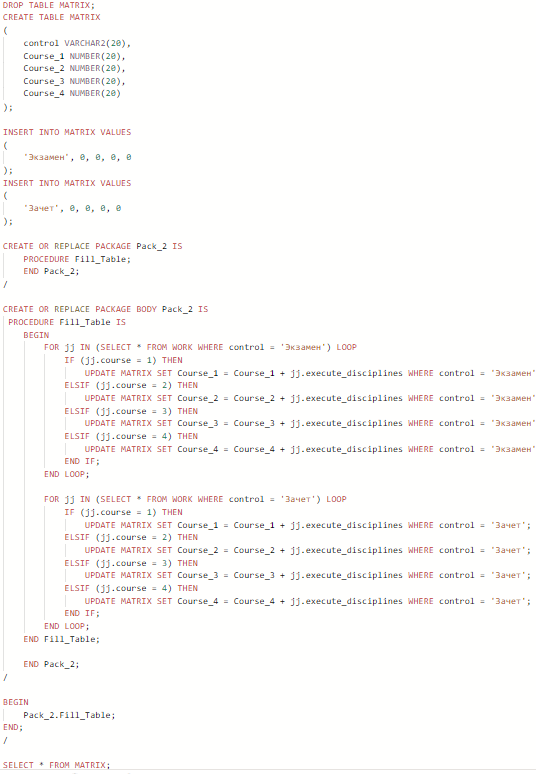 DROP TABLE MATRIX;
CREATE TABLE MATRIX
(
control VARCHAR2(20),
Course_1 NUMBER(20),
Course_2 NUMBER(20),
Course_3 NUMBER(20),
Course_4 NUMBER(20)
);
INSERT INTO MATRIX VALUES
(
'Экзамен', 0, 0, 0, 0
);
INSERT INTO MATRIX VALUES
(
'Зачет', 0, 0, 0, 0
);
CREATE OR REPLACE PACKAGE Pack_2 IS
PROCEDURE Fill_Table;
END Pack_2;
/
CREATE OR REPLACE PACKAGE BODY Pack_2 IS
PROCEDURE Fill_Table IS
BEGIN
FOR jj IN (SELECT * FROM WORK WHERE control = 'Экзамен') LOOP
IF (jj.course = 1) THEN
UPDATE MATRIX SET Course_1 = Course_1 + jj.execute_disciplines WHERE control = 'Экзамен'
ELSIF (jj.course = 2) THEN
UPDATE MATRIX SET Course_2 = Course_2 + jj.execute_disciplines WHERE control = 'Экзамен'
ELSIF (jj.course = 3) THEN
UPDATE MATRIX SET Course_3 = Course_3 + jj.execute_disciplines WHERE control = 'Экзамен'
ELSIF (jj.course = 4) THEN
UPDATE MATRIX SET Course_4 = Course_4 + jj.execute_disciplines WHERE control = 'Экзамен'
END IF;
END LOOP;
FOR jj IN (SELECT * FROM WORK WHERE control = 'Зачет') LOOP
IF (jj.course = 1) THEN
UPDATE MATRIX SET Course_1 = Course_1 + jj.execute_disciplines WHERE control = 'Зачет';
ELSIF (jj.course = 2) THEN
UPDATE MATRIX SET Course_2 = Course_2 + jj.execute_disciplines WHERE control = 'Зачет';
ELSIF (jj.course = 3) THEN
UPDATE MATRIX SET Course_3 = Course_3 + jj.execute_disciplines WHERE control = 'Зачет';
ELSIF (jj.course = 4) THEN
UPDATE MATRIX SET Course_4 = Course_4 + jj.execute_disciplines WHERE control = 'Зачет';
END IF;
END LOOP;
END Fill_Table;
END Pack_2;
/
BEGIN
Pack_2.Fill_Table;
END;
/
SELECT * FROM MATRIX;